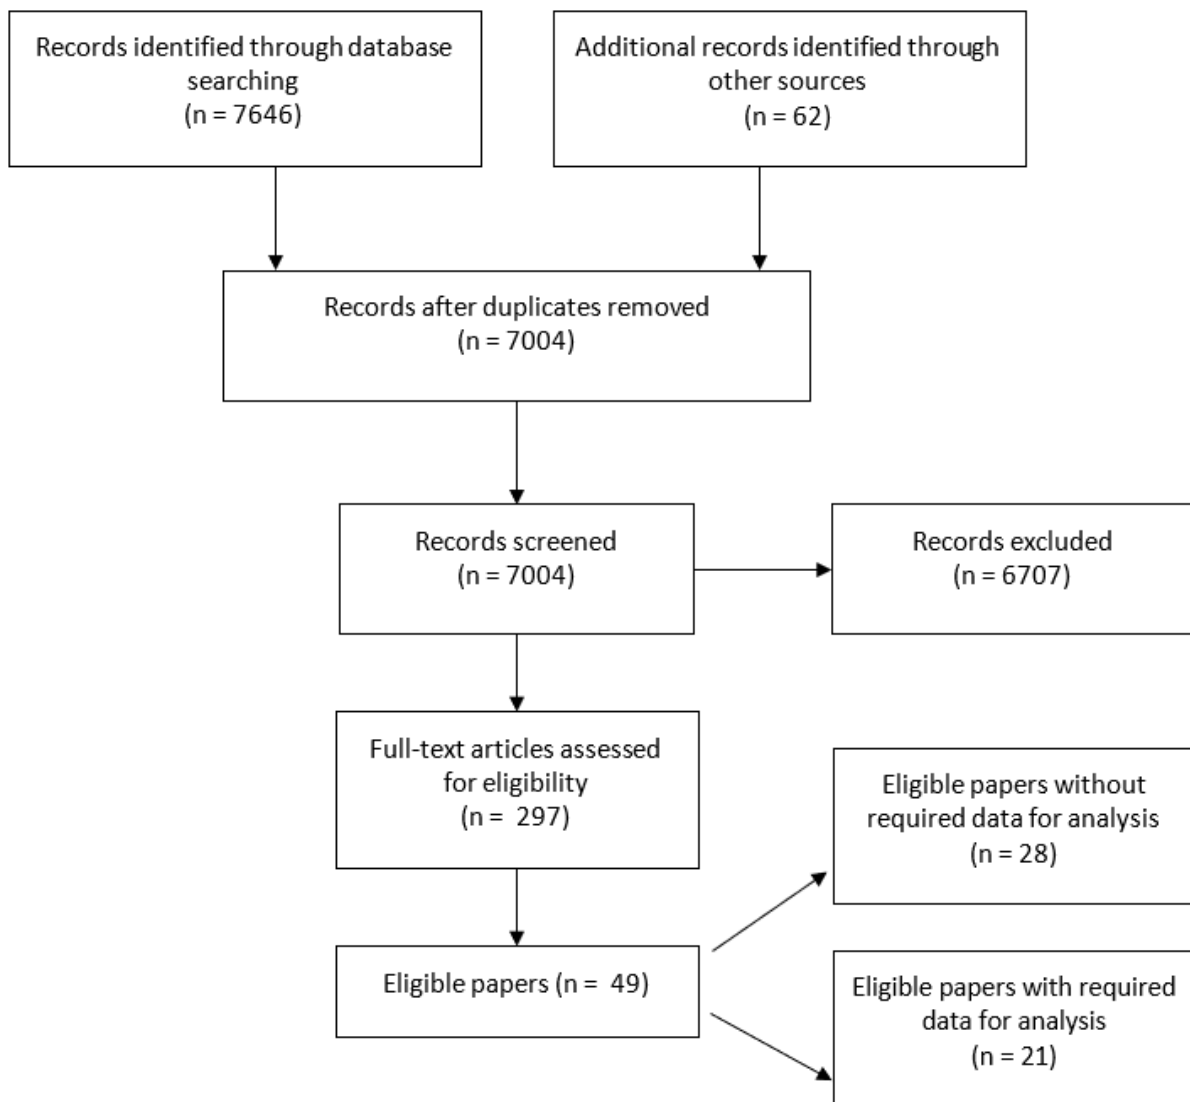 Records identified through database
searching
(n = 7646)
Additional records identified through
other sources
(n = 62)
Records after duplicates removed
(n = 7004)
Records screened
(n = 7004)
Records excluded
(n = 6707)
Full-text articles assessed
for eligibility
(n =  297)
Eligible papers without
required data for analysis
(n = 28)
Eligible papers (n =  49)
Eligible papers with required
data for analysis
(n = 21)